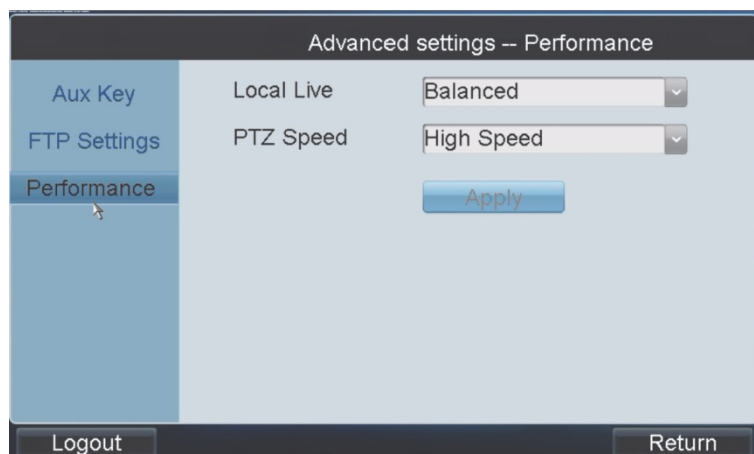 Advanced settings -- Performance
Aux Key
FTP Settings
Performance
Local Live Balanced
PTZ Speed High Speed
Apply
Logout Return